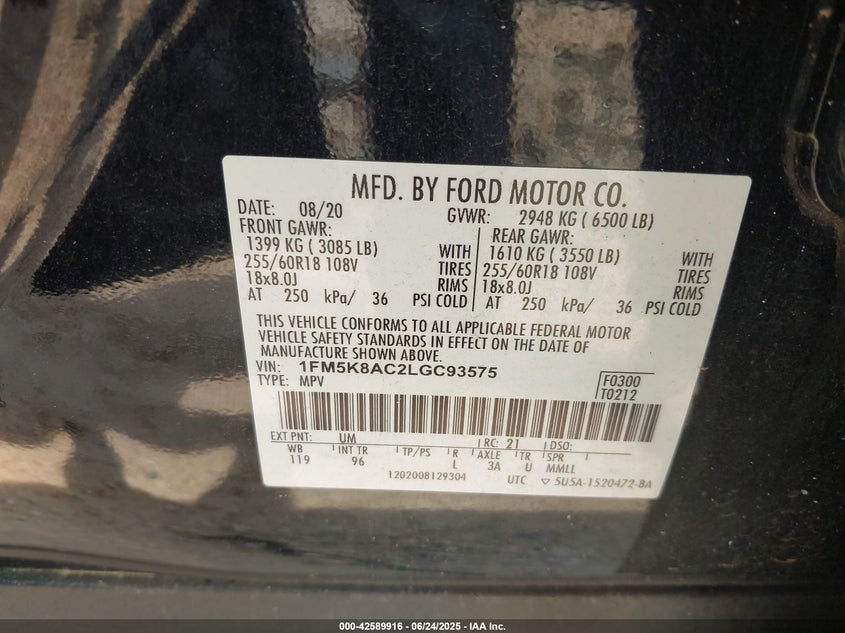 MFD. BY FORD MOTOR CO.
DATE: 08/20 GVWR: 2948 KG ( 6500 LB)
FRONT GAWR: REAR GAWR:
1399 KG ( 3085 LB) WITH 1610 KG ( 3550 LB) WITH
255/60R18 108V TIRES 255/60R18 108V TIRES
18x8.0J RIMS 18x8.0J RIMS
AT 250 kPa/ 36 PSI COLD AT 250 kPa/ 36 PSI COLD
THIS VEHICLE CONFORMS TO ALL APPLICABLE FEDERAL MOTOR
VEHICLE SAFETY STANDARDS IN EFFECT ON THE DATE OF
MANUFACTURE SHOWN ABOVE.
VIN: 1FM5K8AC2LGC93575
TYPE: MPV F0300
T0212
EXT PNT: UM RC: 21 DSO:
WB INT TR TP/PS R AXLE TR SPR
119 96 L 3A U MMLL
1202008129304 UTC ▽ 5U5A-1520472-BA
000-42589916 - 06/24/2025 - IAA Inc.